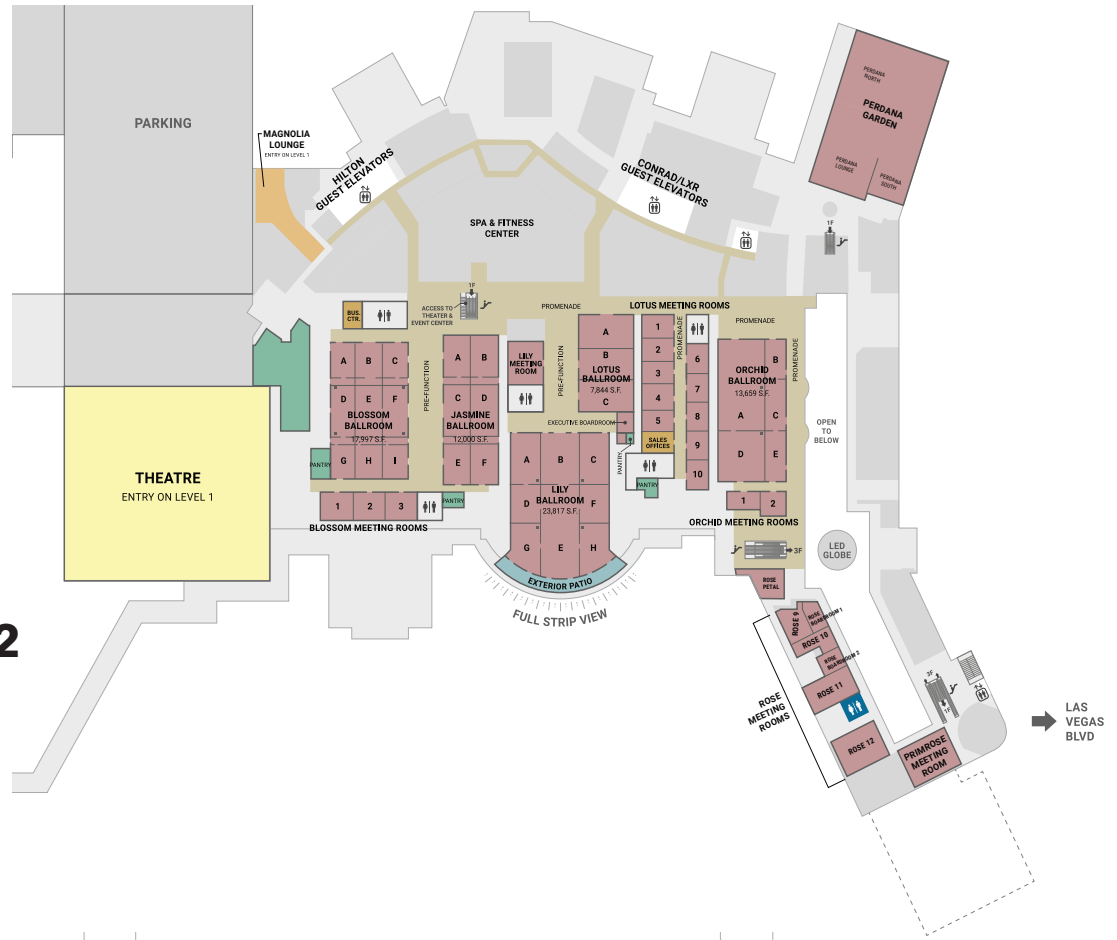 PARKING
MAGNOLIA
LOUNGE
ENTRY ON LEVEL 1
HILTON
GUEST ELEVATORS
CONRAD/LXR
GUEST ELEVATORS
PERDANA
NORTH
PERDANA
GARDEN
PERDANA
LOUNGE
PERDANA
SOUTH
SPA & FITNESS
CENTER
1F
1F
ACCESS TO
THEATER &
EVENT CENTER
PROMENADE
LOTUS MEETING ROOMS
PROMENADE
PROMENADE
PROMENADE
BUS.
CTR.
PRE-FUNCTION
PRE-FUNCTION
A
B
C
D
E
F
BLOSSOM
BALLROOM
17,997 S.F.
G
H
I
PANTRY
A
B
C
D
JASMINE
BALLROOM
12,000 S.F.
E
F
PANTRY
LILY
MEETING
ROOM
A
B
LOTUS
BALLROOM
7,844 S.F.
C
EXECUTIVE BOARDROOM
PANTRY
1
2
3
4
5
SALES
OFFICES
PANTRY
6
7
8
9
10
ORCHID
BALLROOM
13,659 S.F.
B
A
C
D
E
OPEN
TO
BELOW
THEATRE
ENTRY ON LEVEL 1
1
2
3
BLOSSOM MEETING ROOMS
A
B
C
LILY
BALLROOM
23,817 S.F.
D
F
G
E
H
EXTERIOR PATIO
FULL STRIP VIEW
1
2
ORCHID MEETING ROOMS
3F
LED
GLOBE
ROSE
PETAL
2
ROSE 9
ROSE
BOARDROOM 1
ROSE 10
ROSE
BOARDROOM 2
ROSE 11
ROSE 12
ROSE
MEETING
ROOMS
PRIMROSE
MEETING
ROOM
3F
1F
LAS
VEGAS
BLVD